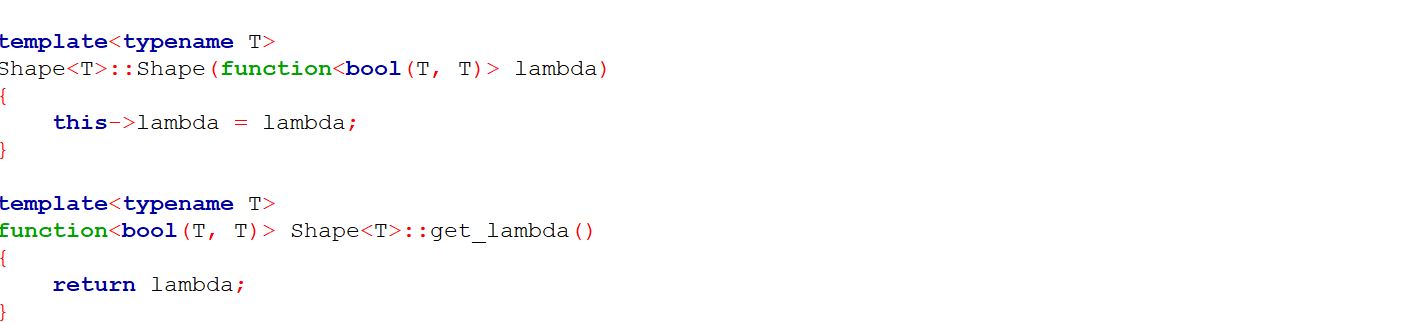 template<typename T>
Shape<T>::Shape(function<bool(T, T)> lambda)
{
    this->lambda = lambda;
}
template<typename T>
function<bool(T, T)> Shape<T>::get_lambda()
{
    return lambda;
}